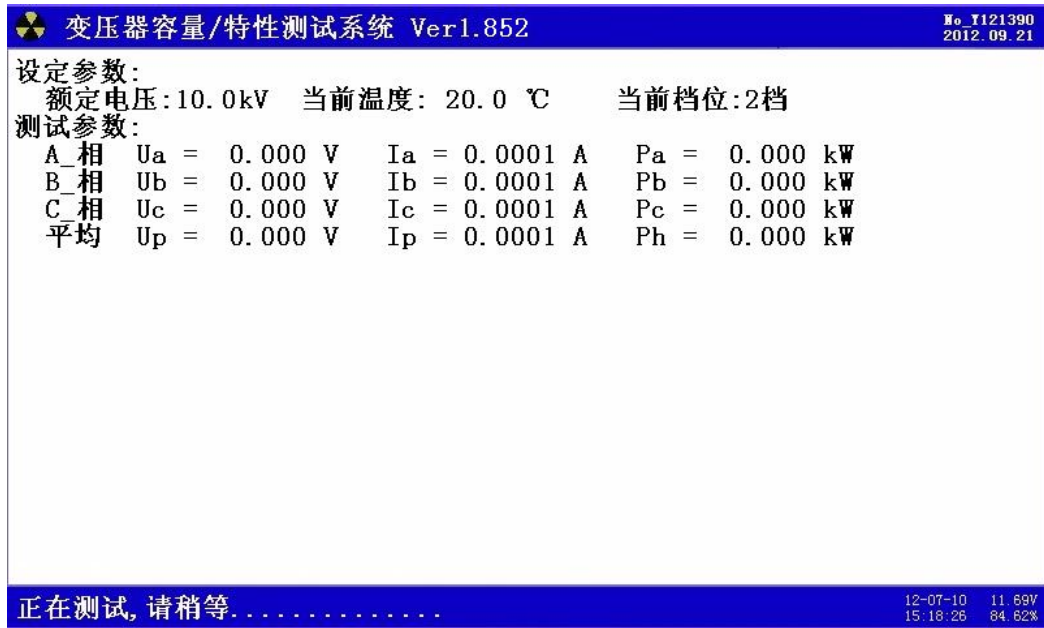 变压器容量/特性测试系统 Ver1.852
No_Y121390
2012.09.21
设定参数:
额定电压:10.0kV 当前温度: 20.0 ℃ 当前档位:2档
测试参数:
A_相 Ua = 0.000 V Ia = 0.0001 A Pa = 0.000 kW
B_相 Ub = 0.000 V Ib = 0.0001 A Pb = 0.000 kW
C_相 Uc = 0.000 V Ic = 0.0001 A Pc = 0.000 kW
平均 Up = 0.000 V Ip = 0.0001 A Ph = 0.000 kW
正在测试,请稍等..............
12-07-10 11.69V
15:18:26 84.62%